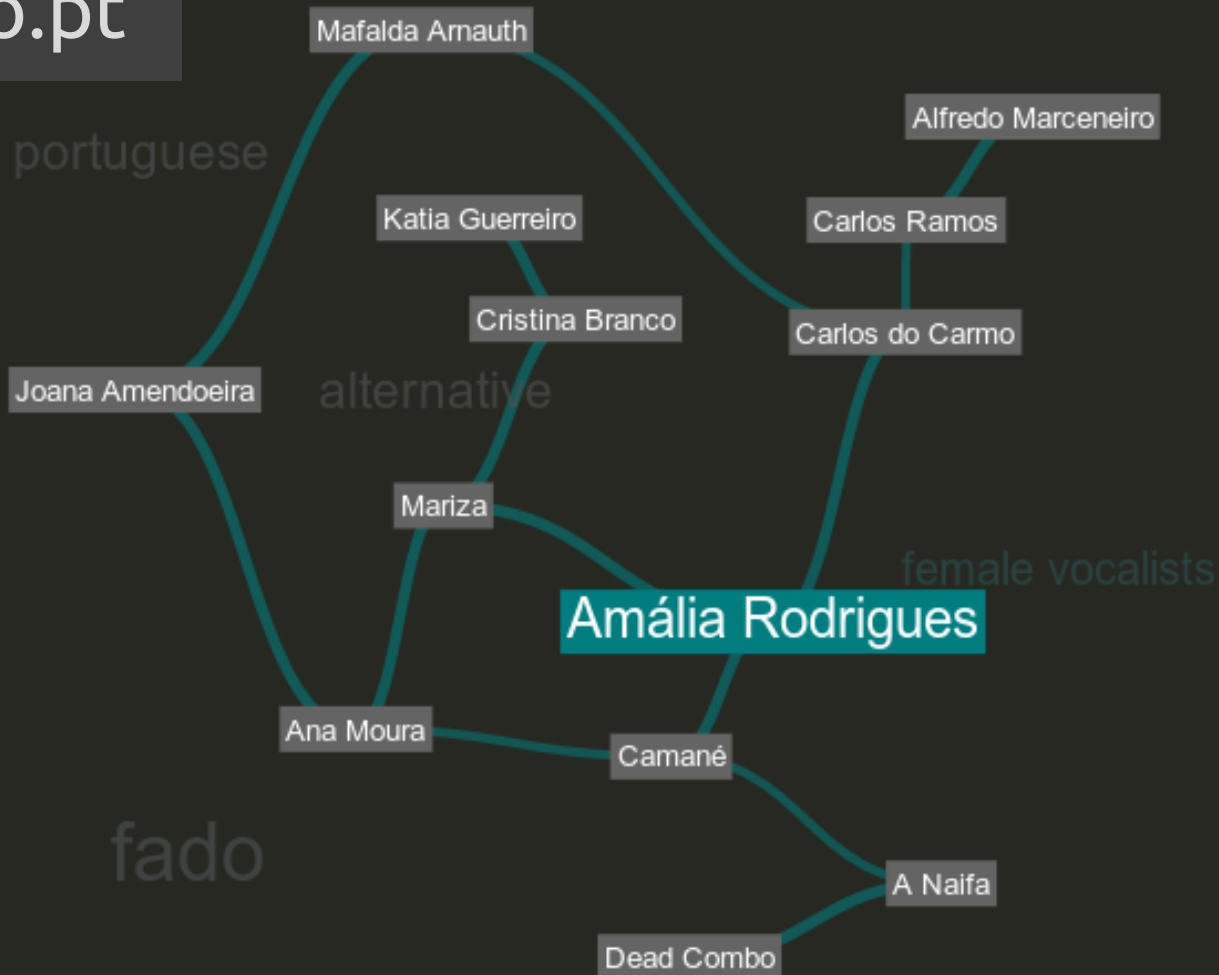 o.pt
Mafalda Arnauth
Alfredo Marceneiro
portuguese
Katia Guerreiro
Carlos Ramos
Cristina Branco
Carlos do Carmo
Joana Amendoeira
alternative
Mariza
female vocalists
Amália Rodrigues
Ana Moura
Camané
fado
A Naifa
Dead Combo